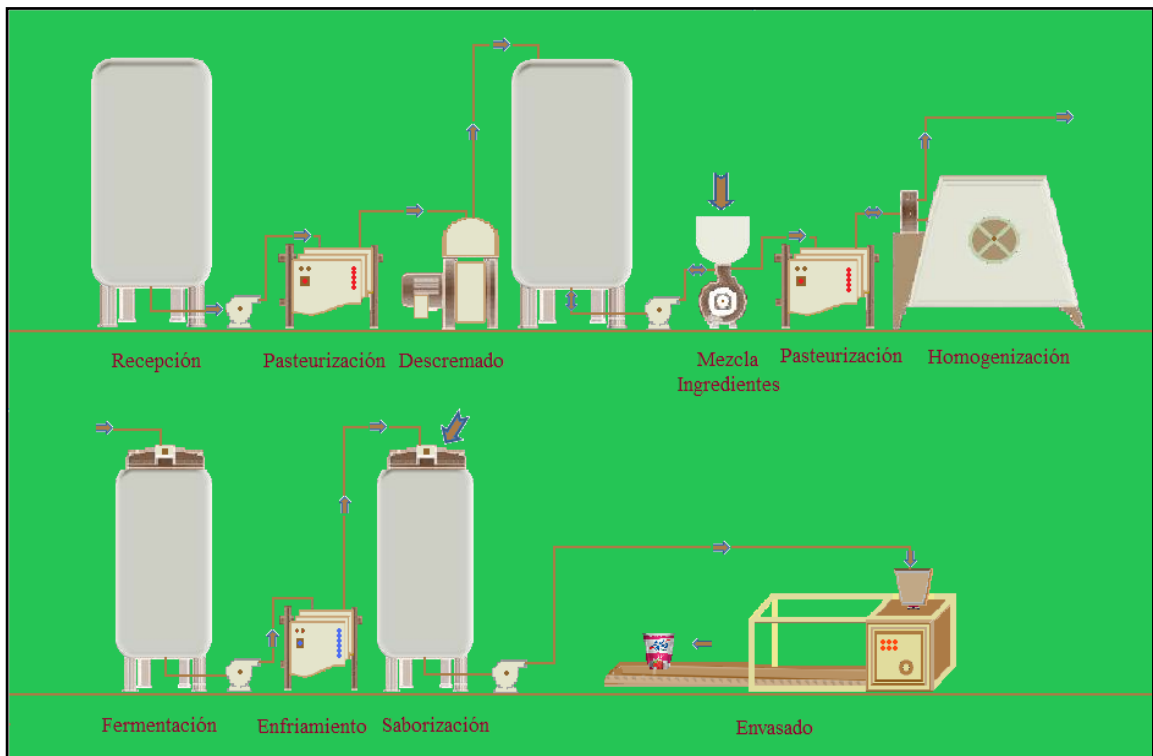 Recepción
Pasteurización
Descremado
Mezcla
Ingredientes
Pasteurización
Homogenización
Fermentación
Enfriamiento
Saborización
Envasado